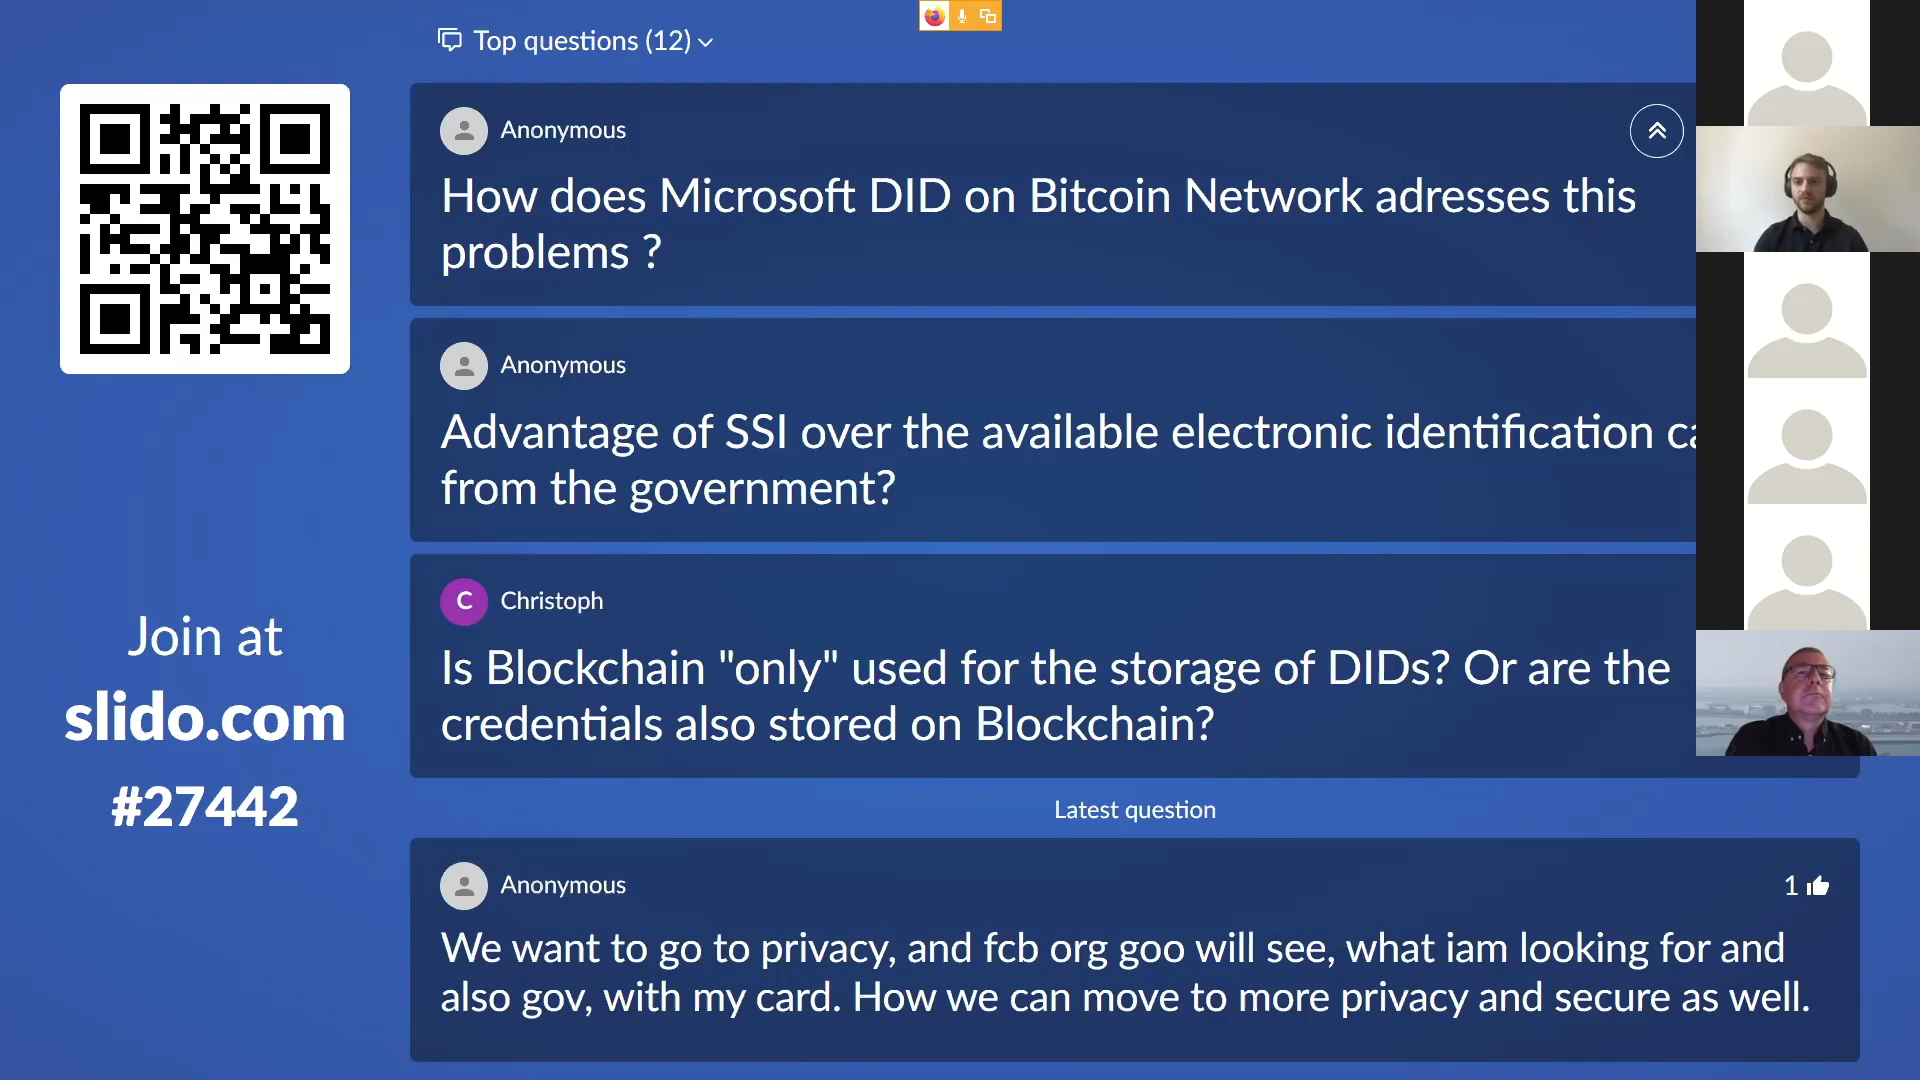 Top questions (12)
Anonymous
How does Microsoft DID on Bitcoin Network adresses this
problems ?
Anonymous
Advantage of SSI over the available electronic identification
from the government?
C Christoph
Is Blockchain "only" used for the storage of DIDs? Or are the
credentials also stored on Blockchain?
Join at
slido.com
#27442
Latest question
Anonymous
1
We want to go to privacy, and fcb org goo will see, what iam looking for and
also gov, with my card. How we can move to more privacy and secure as well.